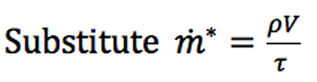 Substitute ṁ* = ρV/τ